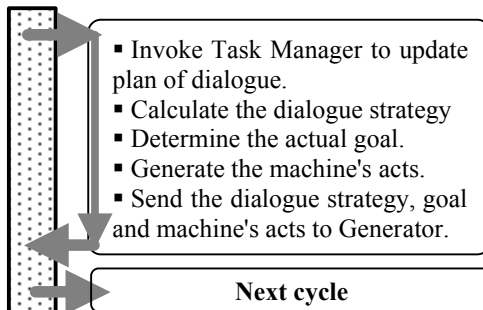 ▪ Invoke Task Manager to update
plan of dialogue.
▪ Calculate the dialogue strategy
▪ Determine the actual goal.
▪ Generate the machine's acts.
▪ Send the dialogue strategy, goal
and machine's acts to Generator.
Next cycle